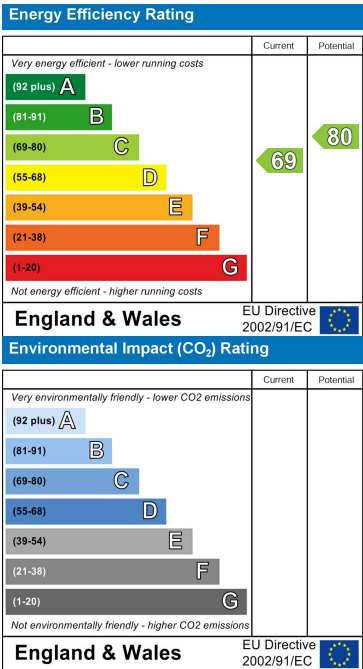 Energy Efficiency Rating
Current Potential
Very energy efficient - lower running costs
(92 plus) A
(81-91) B
(69-80) C
(55-68) D
(39-54) E
(21-38) F
(1-20) G
69
80
Not energy efficient - higher running costs
England & Wales
EU Directive
2002/91/EC
Environmental Impact (CO₂) Rating
Current Potential
Very environmentally friendly - lower CO2 emissions
(92 plus) A
(81-91) B
(69-80) C
(55-68) D
(39-54) E
(21-38) F
(1-20) G
Not environmentally friendly - higher CO2 emissions
England & Wales
EU Directive
2002/91/EC